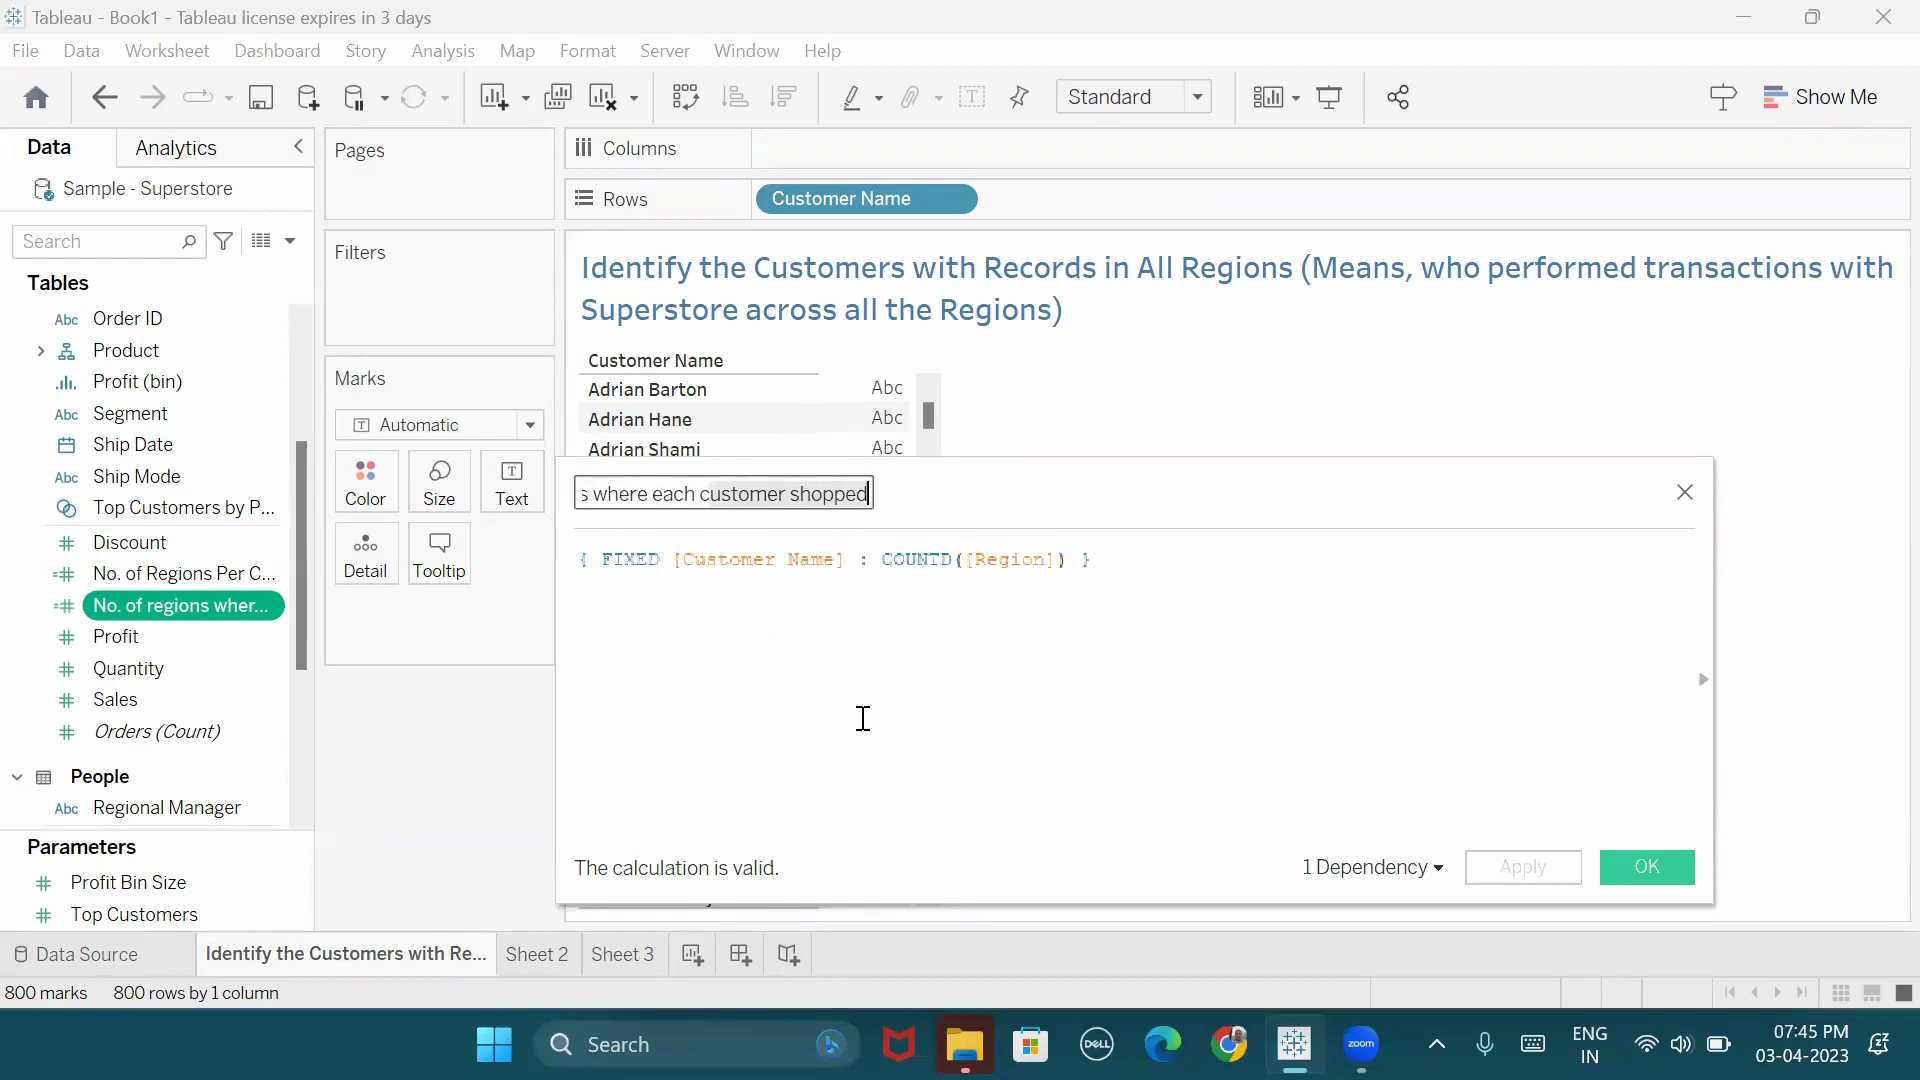 Tableau - Book1 - Tableau license expires in 3 days
File Data Worksheet Dashboard Story Analysis Map Format Server Window Help
Standard
Show Me
Data Analytics
Sample - Superstore
Search
Tables
Abc Order ID
Product
Profit (bin)
Abc Segment
Ship Date
Abc Ship Mode
Top Customers by P...
Discount
No. of Regions Per C...
No. of regions wher...
Profit
Quantity
Sales
Orders (Count)
People
Abc Regional Manager
Parameters
Profit Bin Size
Top Customers
Pages
Filters
Marks
Automatic
Color Size Text
Detail Tooltip
Columns
Rows Customer Name
Identify the Customers with Records in All Regions (Means, who performed transactions with
Superstore across all the Regions)
Customer Name
Adrian Barton Abc
Adrian Hane Abc
Adrian Shami Abc
s where each customer shopped
{ FIXED [Customer Name] : COUNTD([Region]) }
The calculation is valid.
1 Dependency
Apply
OK
Data Source Identify the Customers with Re... Sheet 2 Sheet 3
800 marks 800 rows by 1 column
Search
DELL
zoom
ENG
IN
07:45 PM
03-04-2023